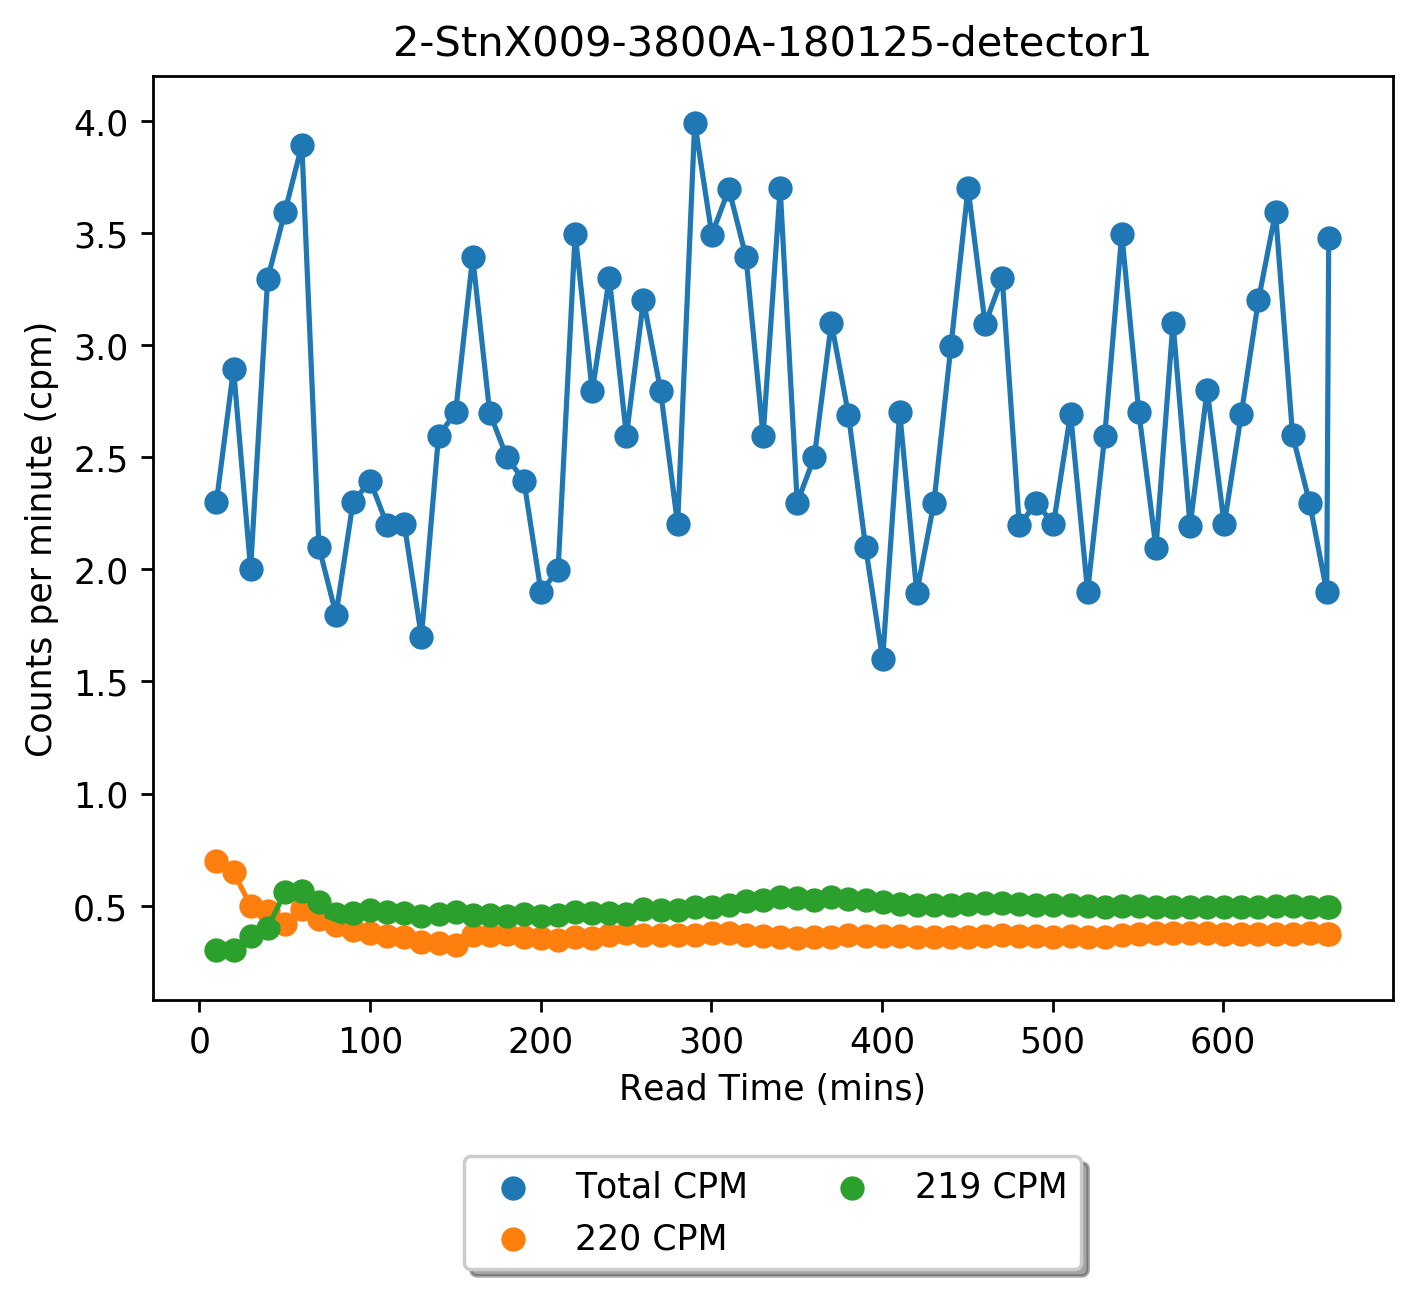 2-StnX009-3800A-180125-detector1
4.0
3.5
3.0
2.5
2.0
1.5
1.0
0.5
Counts per minute (cpm)
0 100 200 300 400 500 600
Read Time (mins)
Total CPM 219 CPM
220 CPM